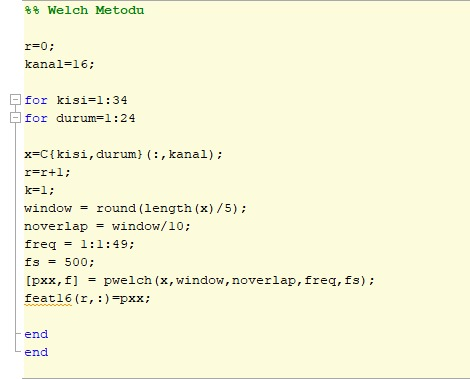 %% Welch Metodu
r=0;
kanal=16;
for kisi=1:34
for durum=1:24
x=C{kisi,durum}(:,kanal);
r=r+1;
k=1;
window = round(length(x)/5);
noverlap = window/10;
freq = 1:1:49;
fs = 500;
[pxx,f] = pwelch(x,window,noverlap,freq,fs);
feat16(r,:)=pxx;
end
end